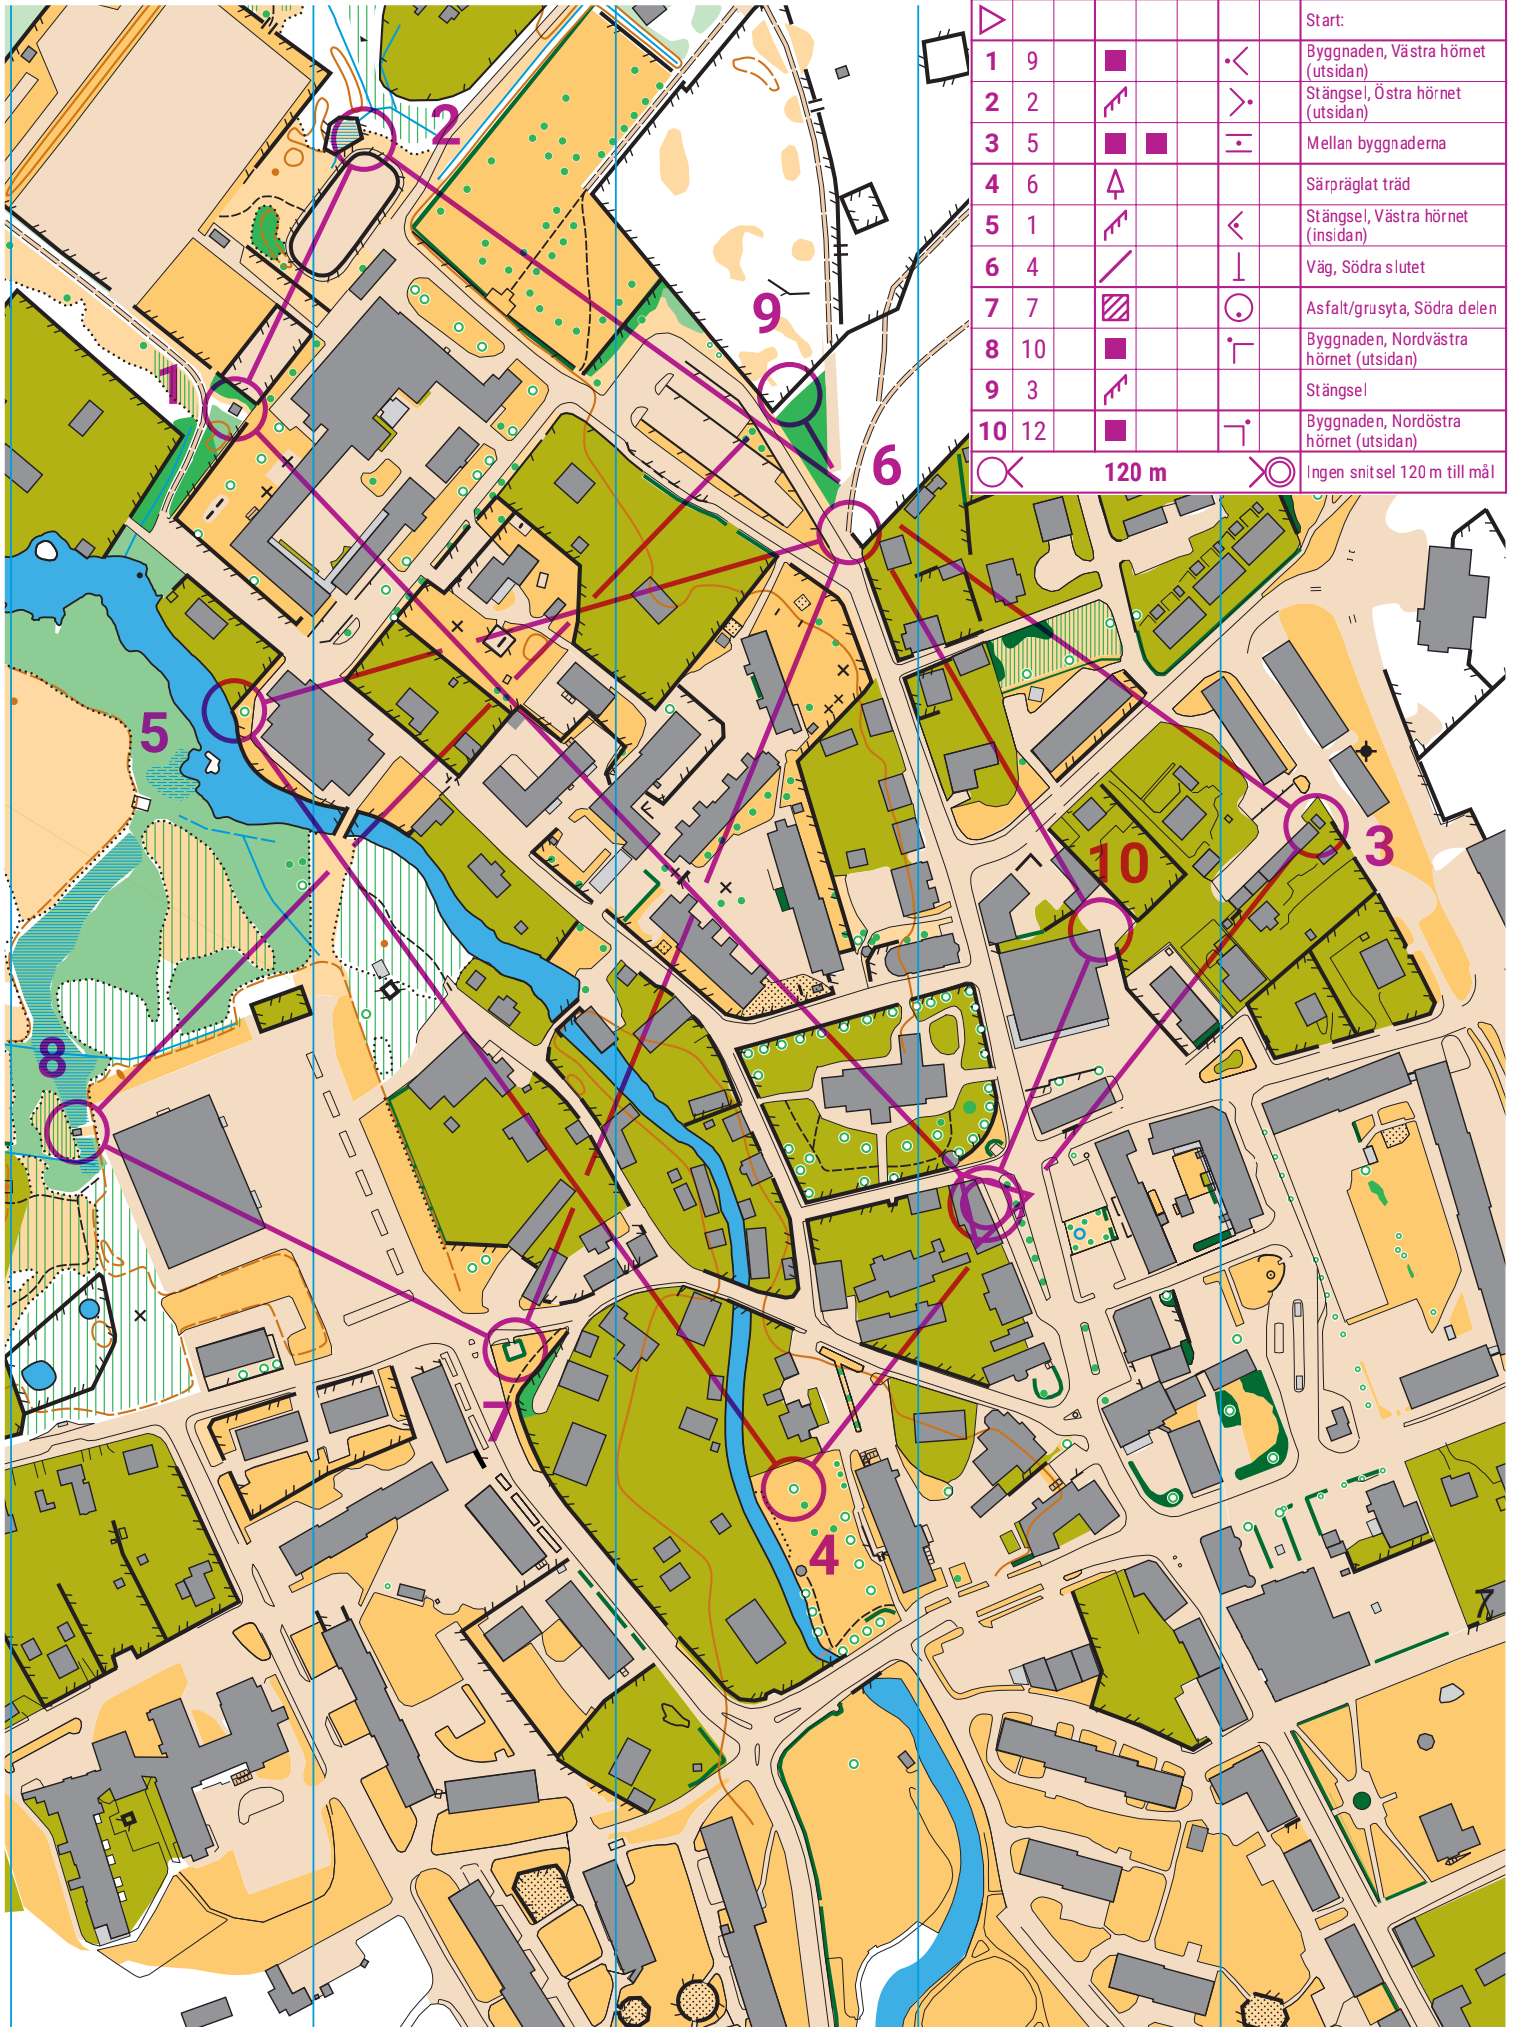 Start:
1 9 Byggnaden, Västra hörnet
(utsidan)
2 2 Stängsel, Östra hörnet
(utsidan)
3 5 Mellan byggnaderna
4 6 Särpräglat träd
5 1 Stängsel, Västra hörnet
(insidan)
6 4 Väg, Södra slutet
7 7 Asfalt/grusyta, Södra delen
8 10 Byggnaden, Nordvästra
hörnet (utsidan)
9 3 Stängsel
10 12 Byggnaden, Nordöstra
hörnet (utsidan)
120 m Ingen snitsel 120 m till mål
2
9
1
6
5
10
3
8
7
4
7